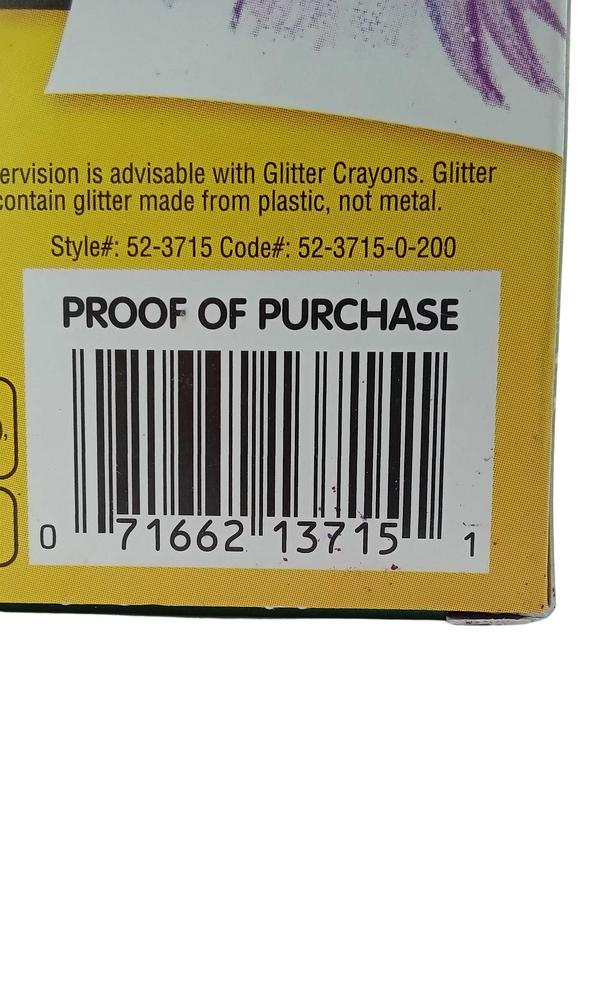 ervision is advisable with Glitter Crayons. Glitter
contain glitter made from plastic, not metal.
Style#: 52-3715 Code#: 52-3715-0-200
PROOF OF PURCHASE
0 71662 13715 1